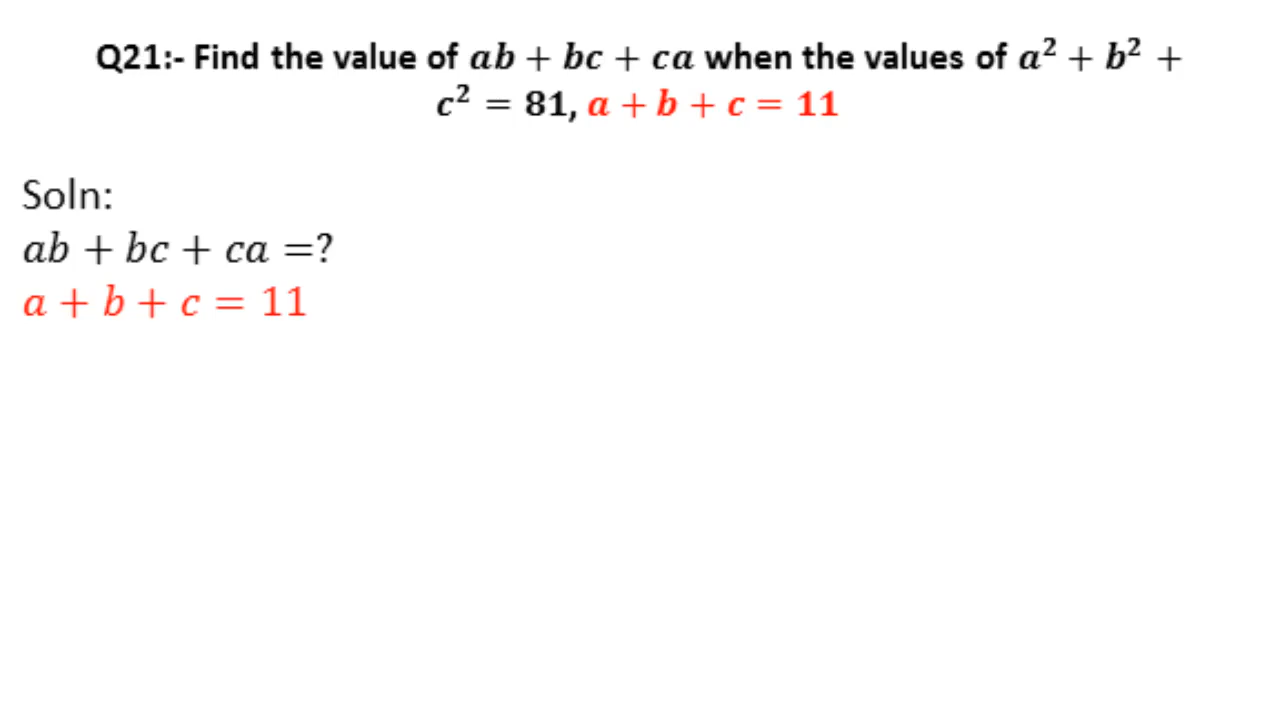 Q21:- Find the value of ab + bc + ca when the values of a² + b² +
c² = 81, a + b + c = 11
Soln:
ab + bc + ca =?
a + b + c = 11